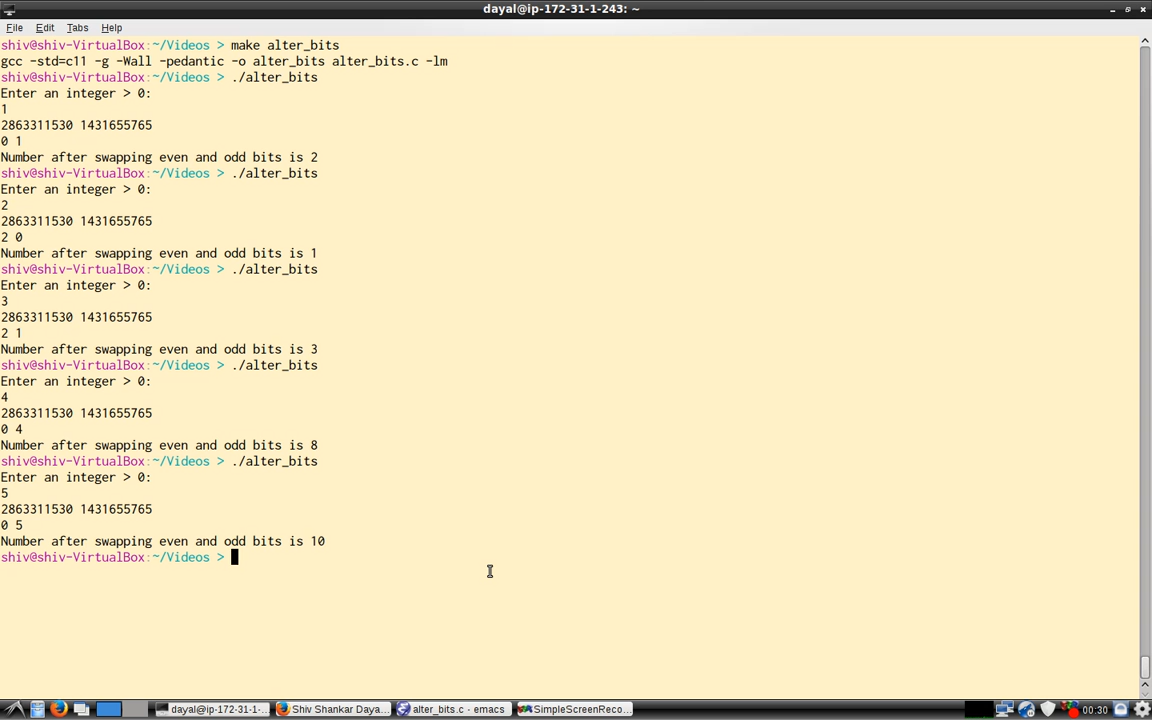 dayal@ip-172-31-1-243: ~
File Edit Tabs Help
shiv@shiv-VirtualBox:~/Videos > make alter_bits
gcc -std=c11 -g -Wall -pedantic -o alter_bits alter_bits.c -lm
shiv@shiv-VirtualBox:~/Videos > ./alter_bits
Enter an integer > 0:
1
2863311530 1431655765
0 1
Number after swapping even and odd bits is 2
shiv@shiv-VirtualBox:~/Videos > ./alter_bits
Enter an integer > 0:
2
2863311530 1431655765
2 0
Number after swapping even and odd bits is 1
shiv@shiv-VirtualBox:~/Videos > ./alter_bits
Enter an integer > 0:
3
2863311530 1431655765
2 1
Number after swapping even and odd bits is 3
shiv@shiv-VirtualBox:~/Videos > ./alter_bits
Enter an integer > 0:
4
2863311530 1431655765
0 4
Number after swapping even and odd bits is 8
shiv@shiv-VirtualBox:~/Videos > ./alter_bits
Enter an integer > 0:
5
2863311530 1431655765
0 5
Number after swapping even and odd bits is 10
shiv@shiv-VirtualBox:~/Videos >
dayal@ip-172-31-1-... Shiv Shankar Daya... alter_bits.c - emacs SimpleScreenReco... 00:30